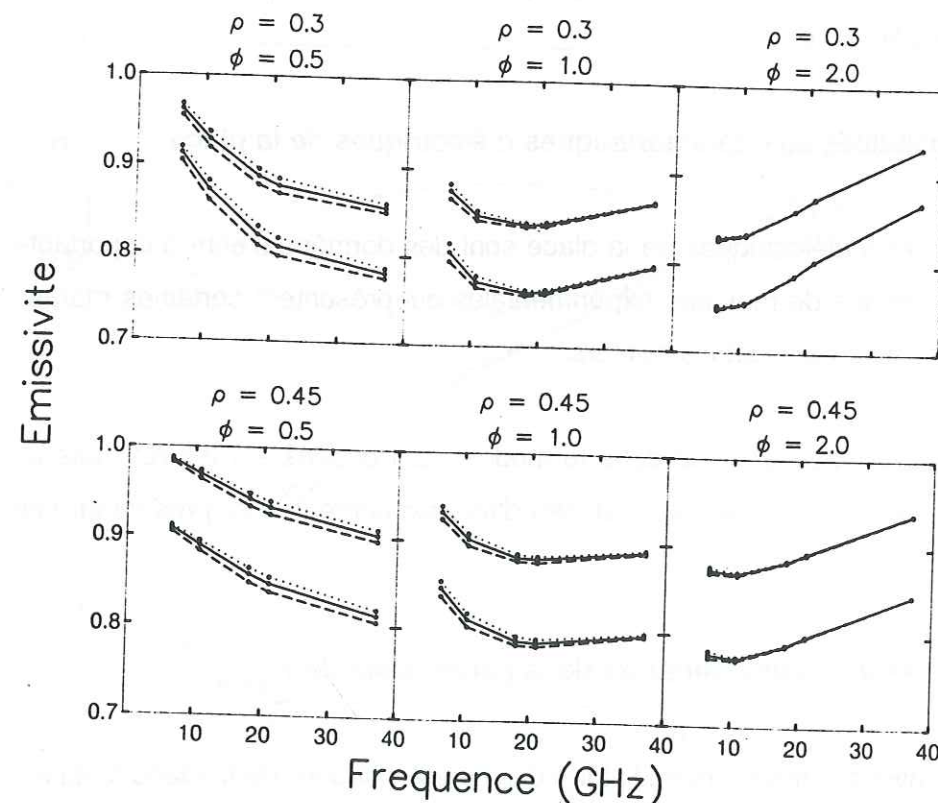 ρ = 0.3
φ = 0.5
ρ = 0.3
φ = 1.0
ρ = 0.3
φ = 2.0
1.0
0.9
0.8
0.7
Emissivite
ρ = 0.45
φ = 0.5
ρ = 0.45
φ = 1.0
ρ = 0.45
φ = 2.0
1.0
0.9
0.8
0.7
10 20 30 40
10 20 30 40
10 20 30 40
Frequence (GHz)